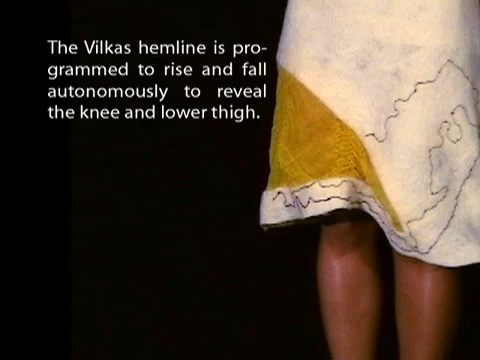 The Vilkas hemline is pro-
grammed to rise and fall
autonomously to reveal
the knee and lower thigh.